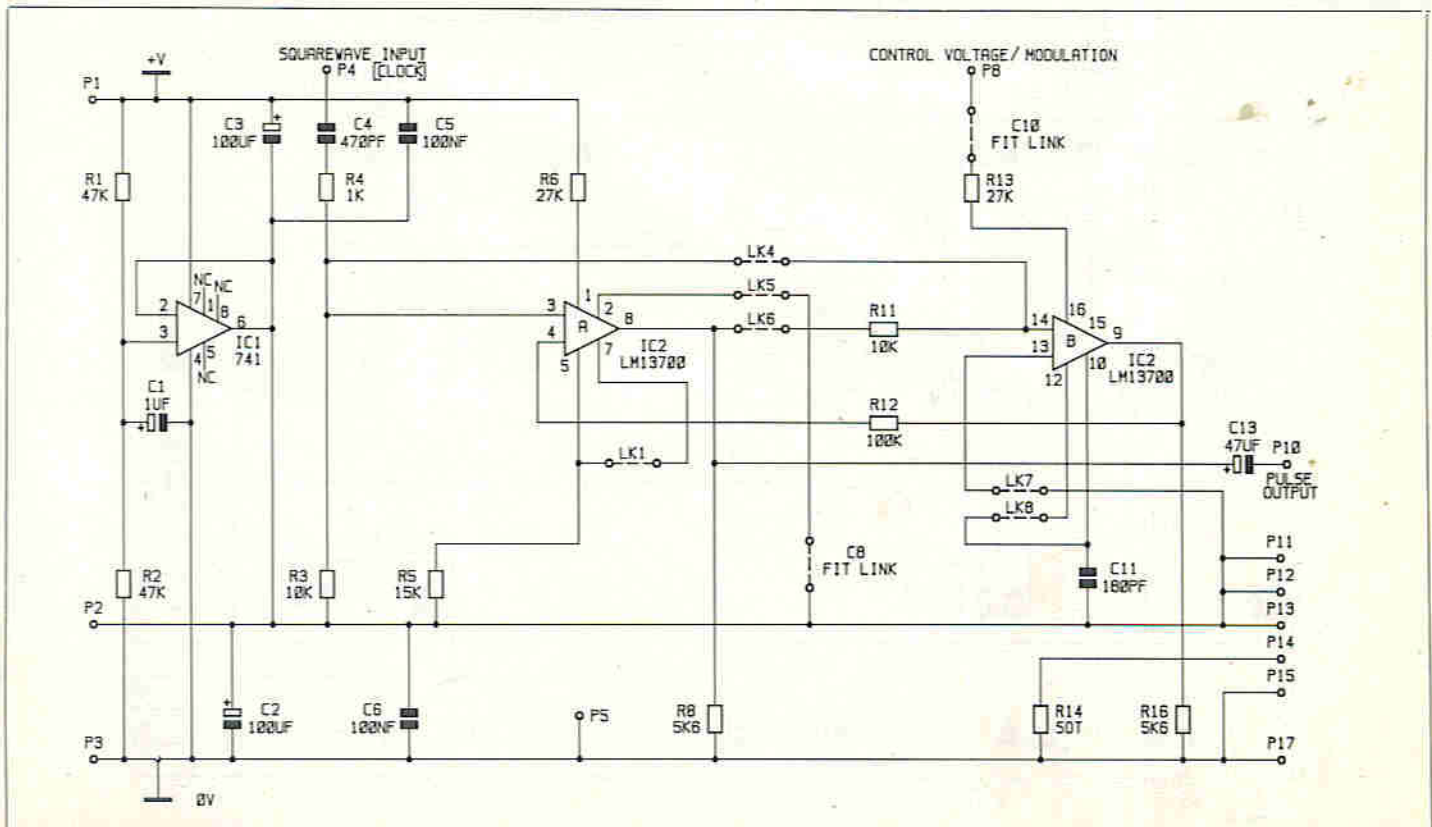 +V
SQUAREWAVE INPUT
P4 [CLOCK]
CONTROL VOLTAGE/ MODULATION
P8
P1
C3
100UF
+
C4
470PF
C5
100NF
C10
FIT LINK
R1
47K
R4
1K
R6
27K
R13
27K
LK4
LK5
LK6
NC
NC
7
1
8
2
3
6
4
5
NC
IC1
741
3
4
1
2
8
A
5
7
IC2
LM13700
R11
10K
14
13
16
15
9
B
12
10
IC2
LM13700
C1
1UF
+
R12
100K
LK1
C13
47UF
+
P10
PULSE
OUTPUT
LK7
LK8
C8
FIT LINK
C11
180PF
R2
47K
R3
10K
R5
15K
P2
P11
P12
P13
P14
P15
P17
+
C2
100UF
C6
100NF
P5
R8
5K6
R14
SOT
R16
5K6
P3
0V